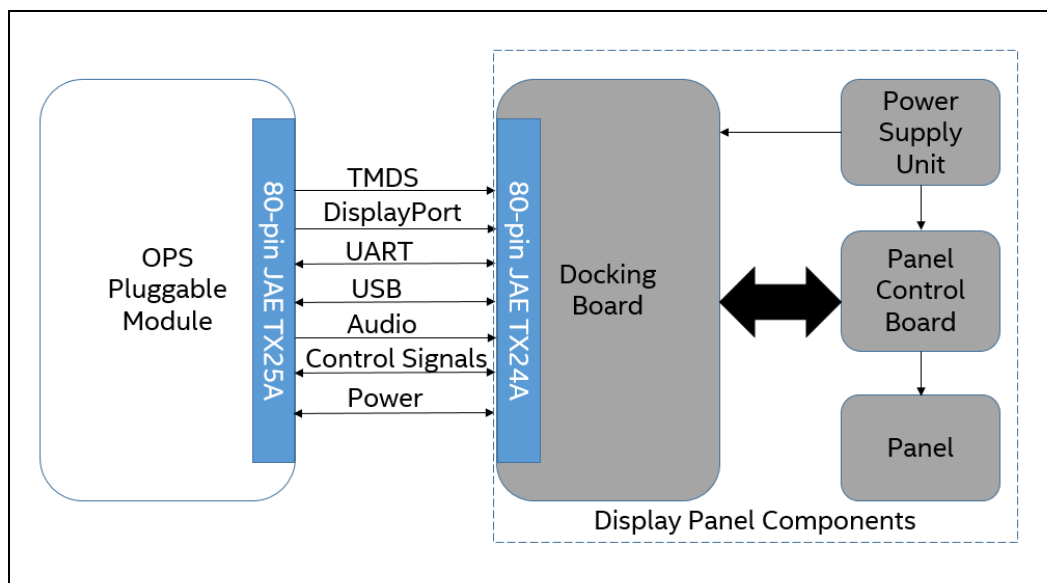 OPS
Pluggable
Module
80-pin JAE TX25A
TMDS
DisplayPort
UART
USB
Audio
Control Signals
Power
80-pin JAE TX24A
Docking
Board
Power
Supply
Unit
Panel
Control
Board
Panel
Display Panel Components